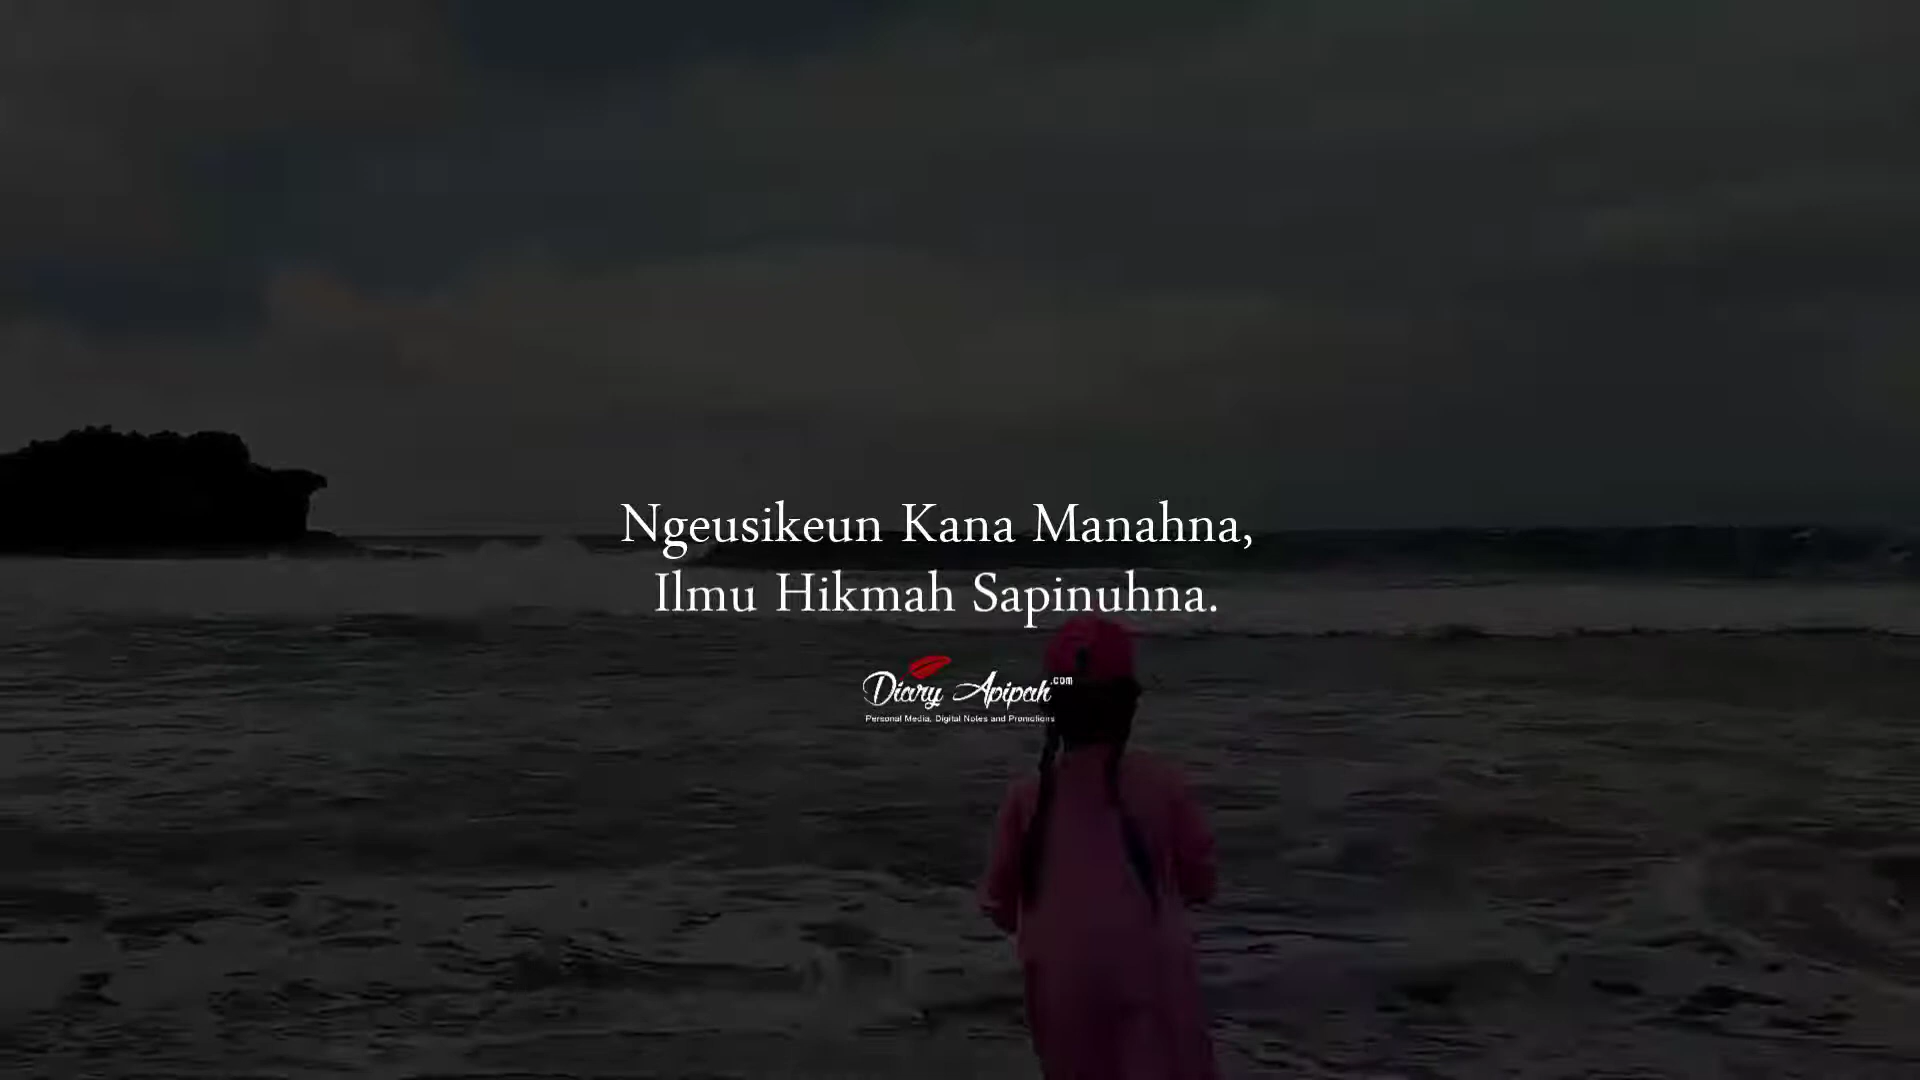 Ngeusikeun Kana Manahna,
Ilmu Hikmah Sapinuhna.
Diary Apipah.com
Personal Media, Digital Notes and Promotions